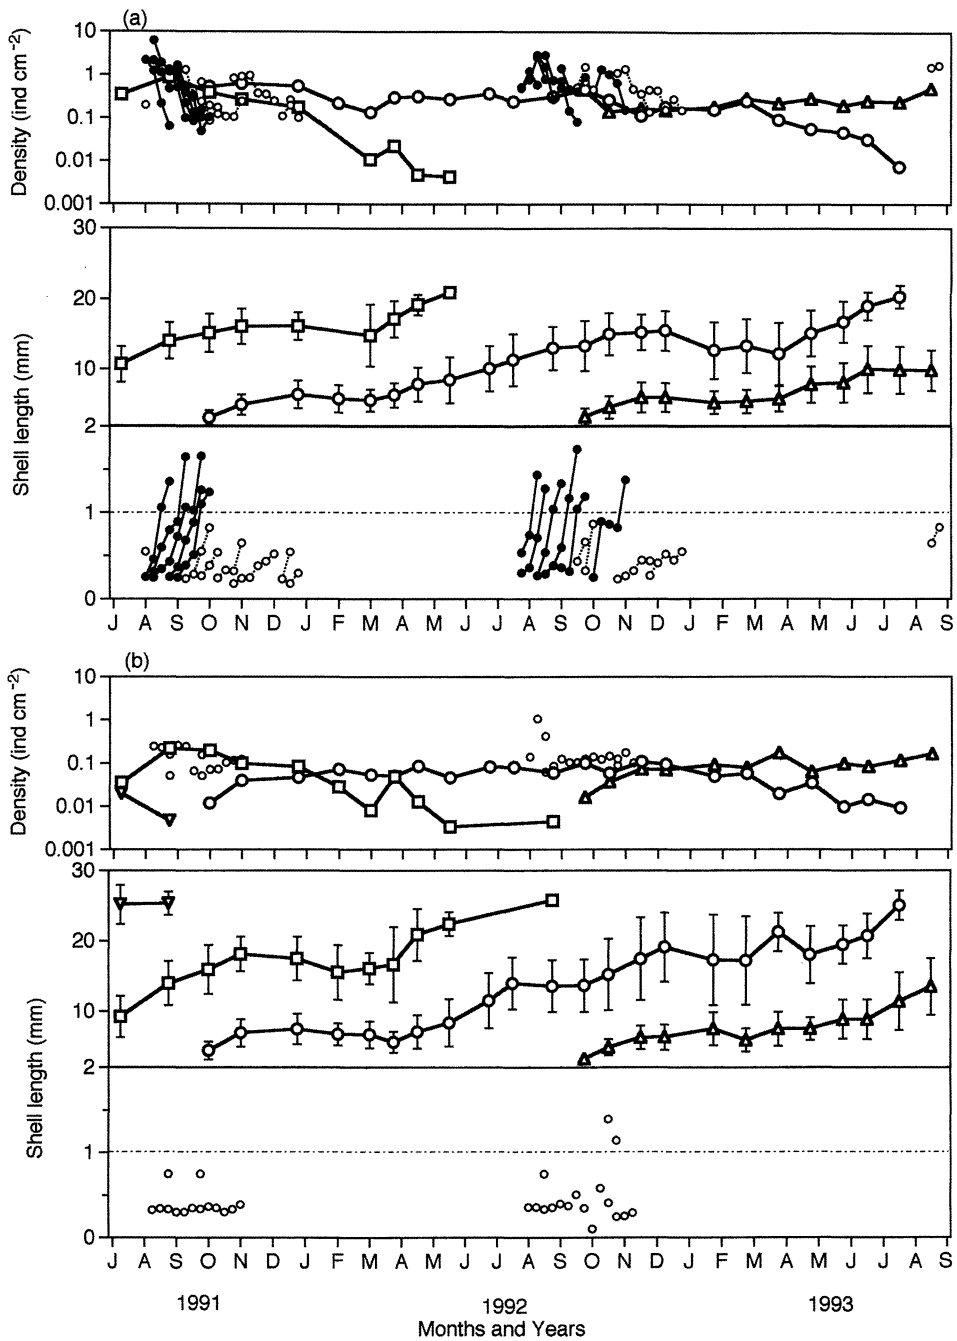 (a)
Density (ind cm⁻²)
10
1
0.1
0.01
0.001
J A S O N D J F M A M J J A S O N D J F M A M J J A S
Shell length (mm)
30
20
10
2
1
0
J A S O N D J F M A M J J A S O N D J F M A M J J A S
(b)
Density (ind cm⁻²)
10
1
0.1
0.01
0.001
Shell length (mm)
30
20
10
2
1
0
J A S O N D J F M A M J J A S O N D J F M A M J J A S
1991 1992 1993
Months and Years